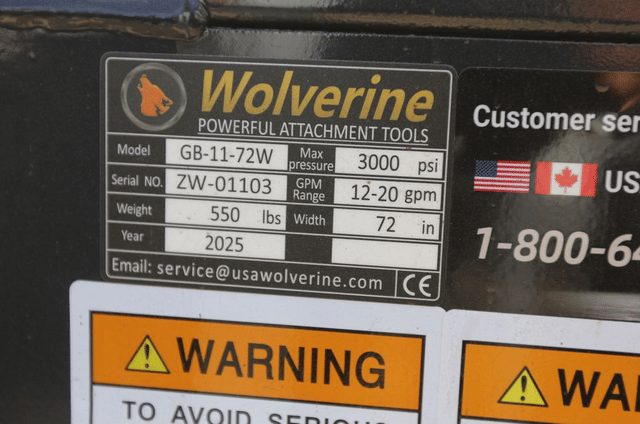 Wolverine
POWERFUL ATTACHMENT TOOLS
Model GB-11-72W Max pressure 3000 psi
Serial NO. ZW-01103 GPM Range 12-20 gpm
Weight 550 lbs Width 72 in
Year 2025
Email: service@usawolverine.com CE
Customer ser
US
1-800-64
WARNING
TO AVOID SERIOUS
WA